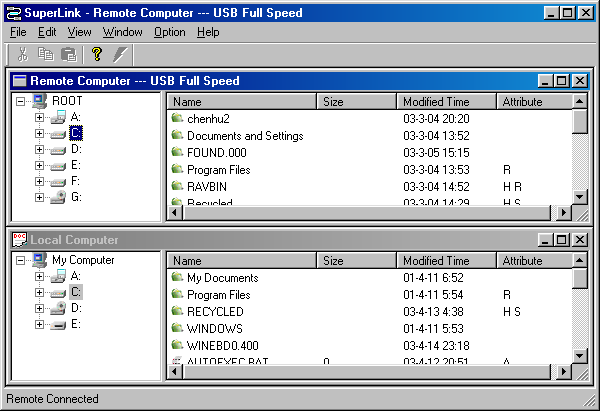 SuperLink - Remote Computer --- USB Full Speed
File Edit View Window Option Help
Remote Computer --- USB Full Speed
ROOT
A:
C:
D:
E:
F:
G:
Name Size Modified Time Attribute
chenhu2 03-3-04 20:20
Documents and Settings 03-3-04 13:52
FOUND.000 03-3-05 15:15
Program Files 03-3-04 13:53 R
RAVBIN 03-3-04 14:52 H R
Recycled 03-3-04 14:29 H S
DOC Local Computer
My Computer
A:
C:
D:
E:
Name Size Modified Time Attribute
My Documents 01-4-11 6:52
Program Files 01-4-11 5:54 R
RECYCLED 03-4-13 4:38 H S
WINDOWS 01-4-11 5:53
WINEBD0.400 03-4-14 23:18
AUTOEXEC.BAT 0 03-4-12 20:51 A
Remote Connected